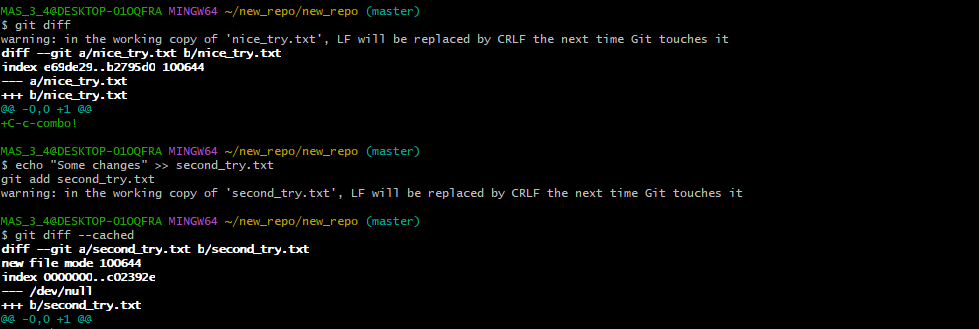 MAS_3_4@DESKTOP-01OQFRA MINGW64 ~/new_repo/new_repo (master)
$ git diff
warning: in the working copy of 'nice_try.txt', LF will be replaced by CRLF the next time Git touches it
diff --git a/nice_try.txt b/nice_try.txt
index e69de29..b2795d0 100644
--- a/nice_try.txt
+++ b/nice_try.txt
@@ -0,0 +1 @@
+C-c-combo!
MAS_3_4@DESKTOP-01OQFRA MINGW64 ~/new_repo/new_repo (master)
$ echo "Some changes" >> second_try.txt
git add second_try.txt
warning: in the working copy of 'second_try.txt', LF will be replaced by CRLF the next time Git touches it
MAS_3_4@DESKTOP-01OQFRA MINGW64 ~/new_repo/new_repo (master)
$ git diff --cached
diff --git a/second_try.txt b/second_try.txt
new file mode 100644
index 0000000..c02392e
--- /dev/null
+++ b/second_try.txt
@@ -0,0 +1 @@